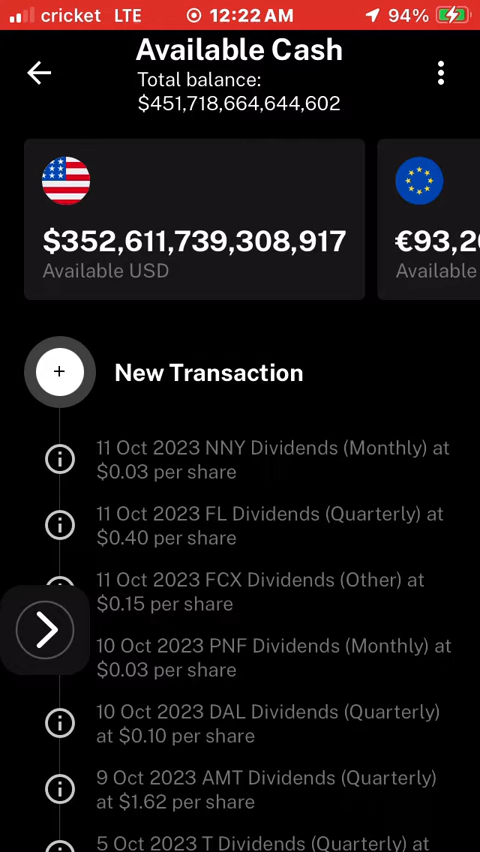 cricket LTE 12:22 AM 94%
Available Cash
Total balance:
$451,718,664,644,602
$352,611,739,308,917
Available USD
€93,20
Available
+
New Transaction
11 Oct 2023 NNY Dividends (Monthly) at
$0.03 per share
11 Oct 2023 FL Dividends (Quarterly) at
$0.40 per share
11 Oct 2023 FCX Dividends (Other) at
$0.15 per share
10 Oct 2023 PNF Dividends (Monthly) at
$0.03 per share
10 Oct 2023 DAL Dividends (Quarterly)
at $0.10 per share
9 Oct 2023 AMT Dividends (Quarterly)
at $1.62 per share
5 Oct 2023 T Dividends (Quarterly) at